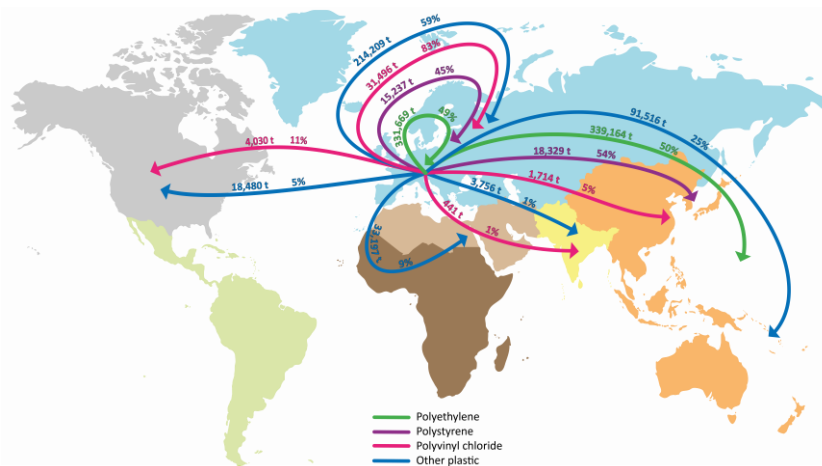 214,209 t 59%
31,496 t 83%
15,237 t 45%
331,669 t 49%
91,516 t 25%
339,164 t 50%
18,329 t 54%
1,714 t 5%
3,756 t 1%
441 t 1%
4,030 t 11%
18,480 t 5%
33,197 t 9%
Polyethylene
Polystyrene
Polyvinyl chloride
Other plastic